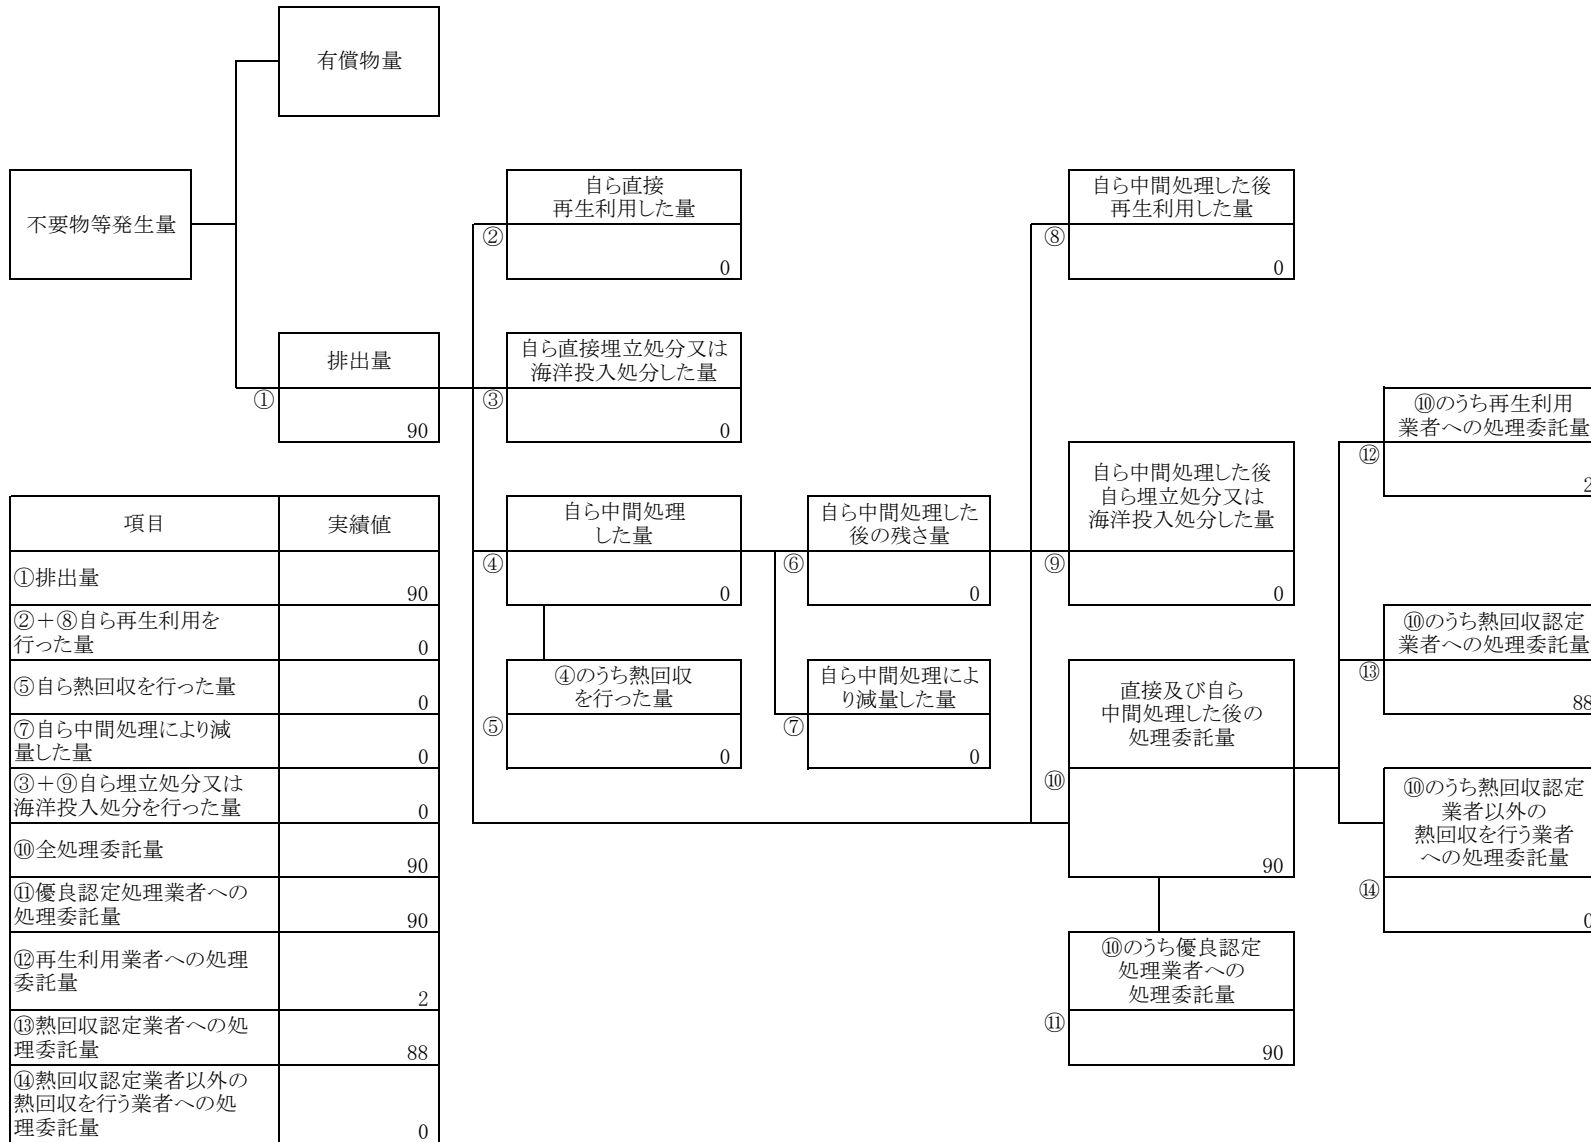 有償物量
不要物等発生量
排出量
①
90
自ら直接
再生利用した量
②
0
自ら直接埋立処分又は
海洋投入処分した量
③
0
自ら中間処理
した量
④
0
④のうち熱回収
を行った量
⑤
0
自ら中間処理した
後の残さ量
⑥
0
自ら中間処理によ
り減量した量
⑦
0
自ら中間処理した後
再生利用した量
⑧
0
自ら中間処理した後
自ら埋立処分又は
海洋投入処分した量
⑨
0
直接及び自ら
中間処理した後の
処理委託量
⑩
90
⑩のうち優良認定
処理業者への
処理委託量
⑪
90
⑩のうち再生利用
業者への処理委託量
⑫
2
⑩のうち熱回収認定
業者への処理委託量
⑬
88
⑩のうち熱回収認定
業者以外の
熱回収を行う業者
への処理委託量
⑭
0
項目 実績値
①排出量
90
②＋⑧自ら再生利用を
行った量 0
⑤自ら熱回収を行った量
0
⑦自ら中間処理により減
量した量 0
③＋⑨自ら埋立処分又は
海洋投入処分を行った量 0
⑩全処理委託量
90
⑪優良認定処理業者への
処理委託量 90
⑫再生利用業者への処理
委託量
2
⑬熱回収認定業者への処
理委託量 88
⑭熱回収認定業者以外の
熱回収を行う業者への処
理委託量 0